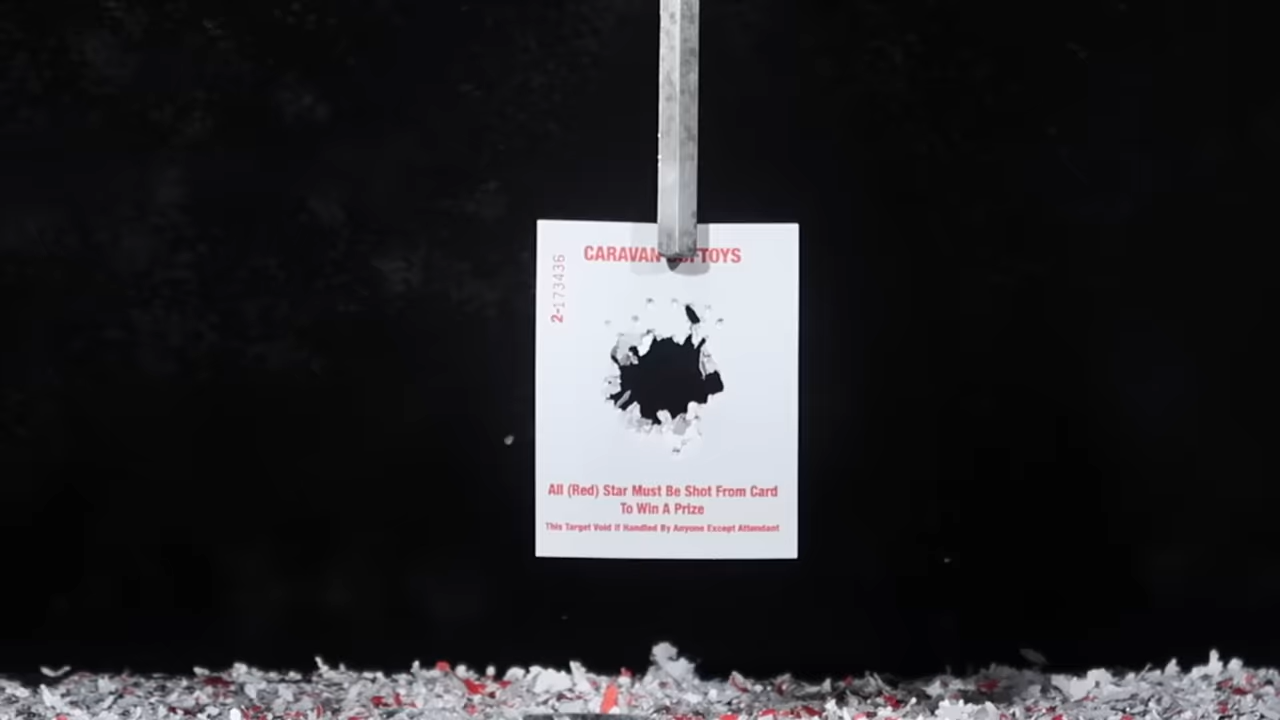 CARAVAN TOYS
2-173436
All (Red) Star Must Be Shot From Card
To Win A Prize
This Target Void If Handled By Anyone Except Attendant